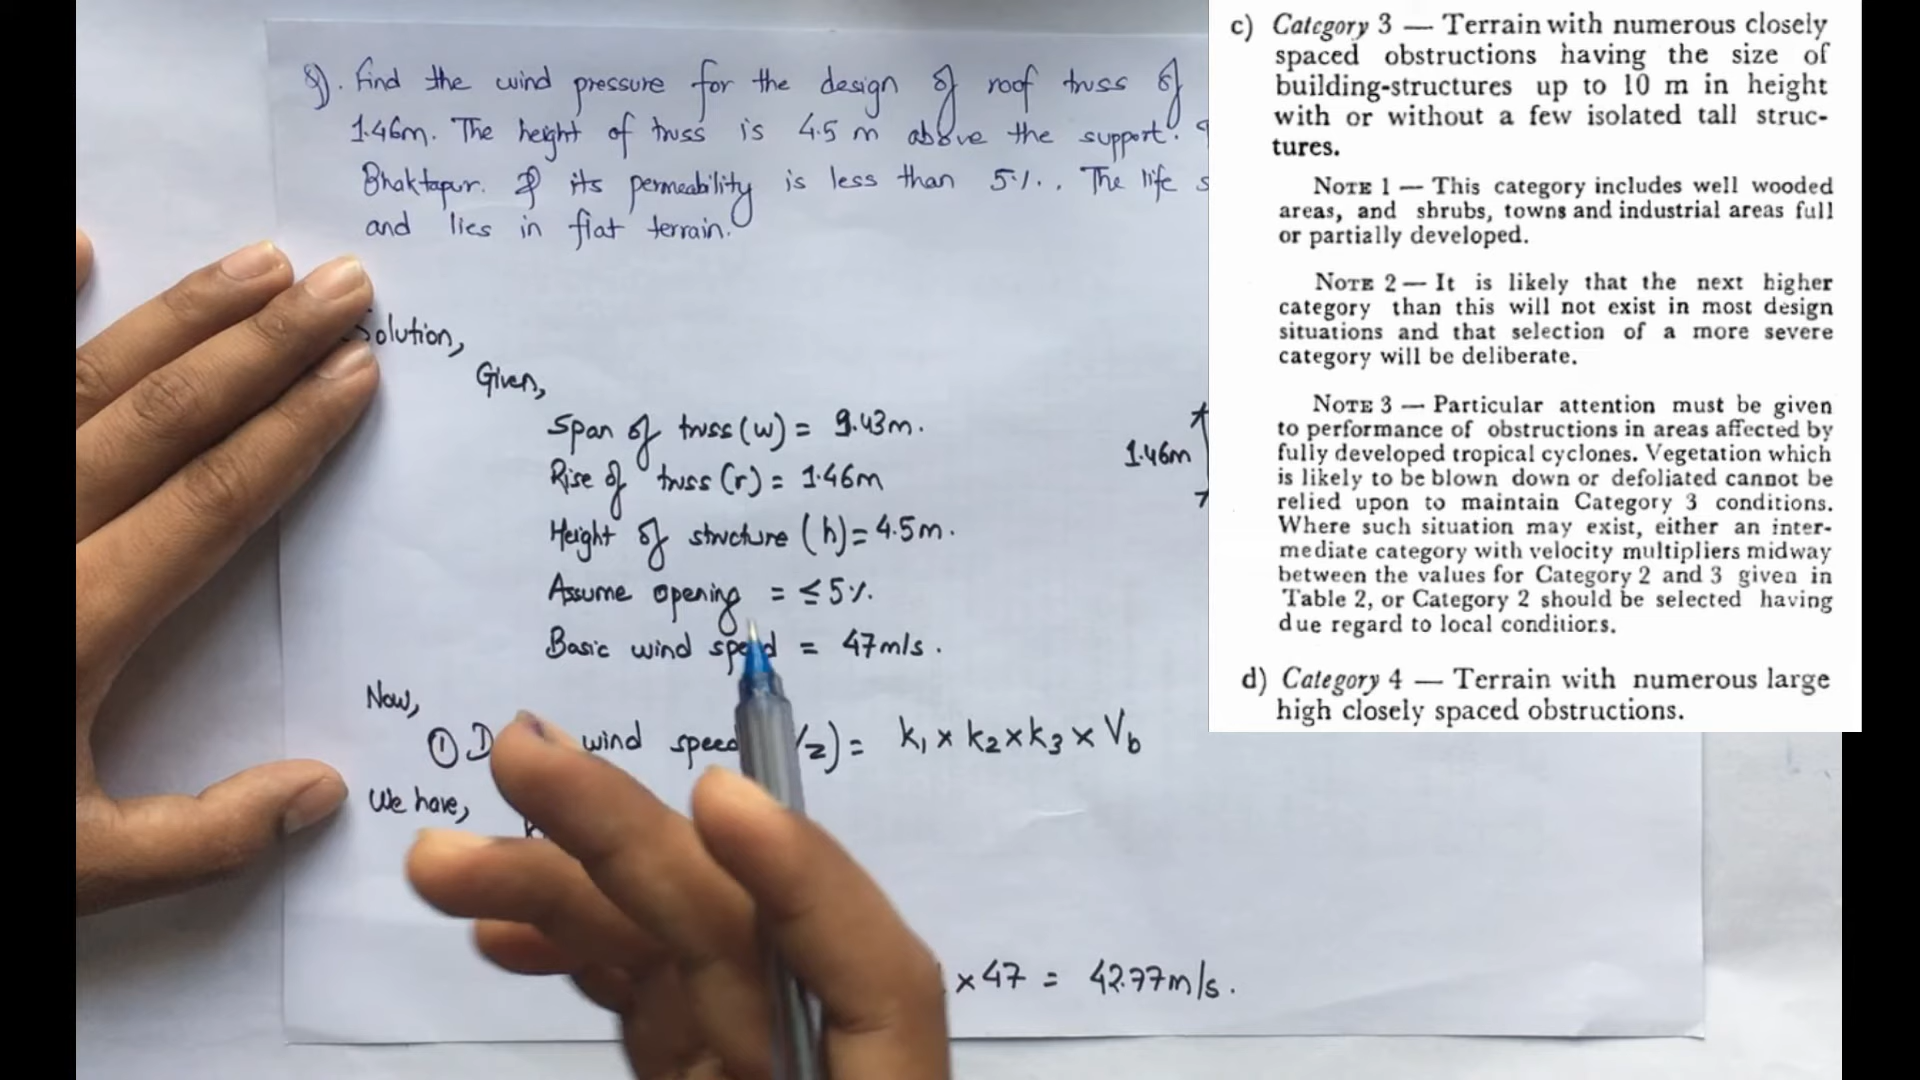 Q). Find the wind pressure for the design of roof truss of
1.46m. The height of truss is 4.5 m above the support.
Bhaktapur. & its permeability is less than 5%.. The life s
and lies in flat terrain.
Solution,
Given,
Span of truss (w) = 9.43m.
Rise of truss (r) = 1.46m
Height of structure (h) = 4.5m.
Assume opening = ≤ 5%.
Basic wind speed = 47m/s.
Now,
① wind speed z) = k₁ × k₂ × k₃ × Vb
We have,
× 47 = 42.77m/s.
1.46m
c) Category 3 — Terrain with numerous closely
spaced obstructions having the size of
building-structures up to 10 m in height
with or without a few isolated tall struc-
tures.
NOTE 1 — This category includes well wooded
areas, and shrubs, towns and industrial areas full
or partially developed.
NOTE 2 — It is likely that the next higher
category than this will not exist in most design
situations and that selection of a more severe
category will be deliberate.
NOTE 3 — Particular attention must be given
to performance of obstructions in areas affected by
fully developed tropical cyclones. Vegetation which
is likely to be blown down or defoliated cannot be
relied upon to maintain Category 3 conditions.
Where such situation may exist, either an inter-
mediate category with velocity multipliers midway
between the values for Category 2 and 3 given in
Table 2, or Category 2 should be selected having
due regard to local conditions.
d) Category 4 — Terrain with numerous large
high closely spaced obstructions.